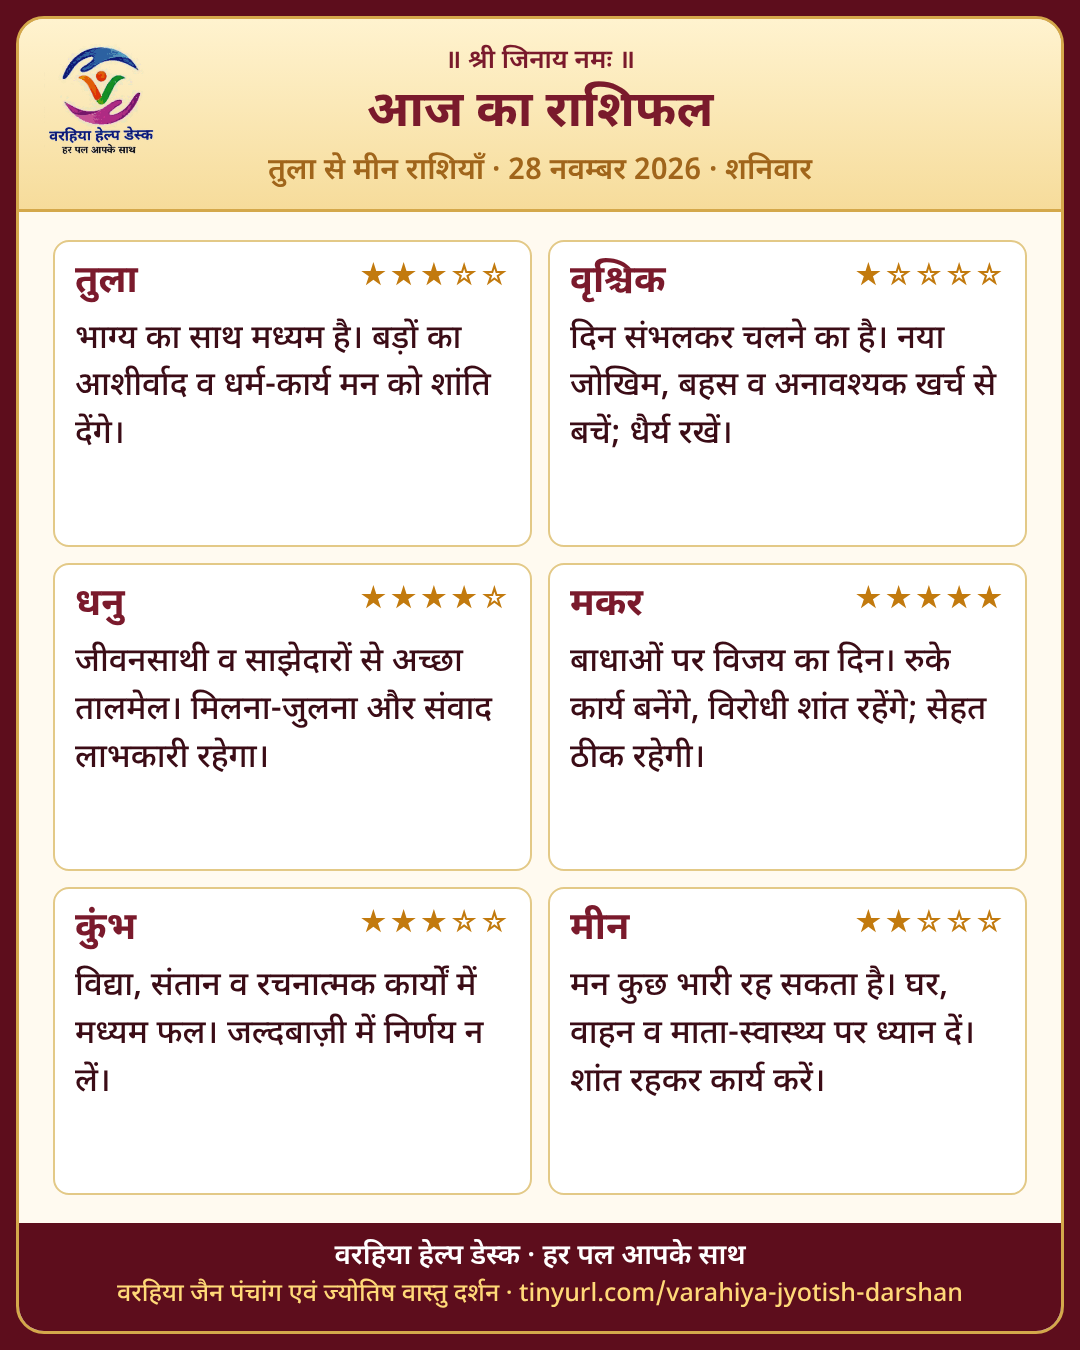 ॥ श्री जिनाय नमः ॥
आज का राशिफल
तुला से मीन राशियाँ · 28 नवम्बर 2026 · शनिवार
वरहिया हेल्प डेस्क
हर पल आपके साथ
तुला ★★★☆☆
भाग्य का साथ मध्यम है। बड़ों का
आशीर्वाद व धर्म-कार्य मन को शांति
देंगे।
वृश्चिक ★☆☆☆☆
दिन संभलकर चलने का है। नया
जोखिम, बहस व अनावश्यक खर्च से
बचें; धैर्य रखें।
धनु ★★★★☆
जीवनसाथी व साझेदारों से अच्छा
तालमेल। मिलना-जुलना और संवाद
लाभकारी रहेगा।
मकर ★★★★★
बाधाओं पर विजय का दिन। रुके
कार्य बनेंगे, विरोधी शांत रहेंगे; सेहत
ठीक रहेगी।
कुंभ ★★★☆☆
विद्या, संतान व रचनात्मक कार्यों में
मध्यम फल। जल्दबाज़ी में निर्णय न
लें।
मीन ★★☆☆☆
मन कुछ भारी रह सकता है। घर,
वाहन व माता-स्वास्थ्य पर ध्यान दें।
शांत रहकर कार्य करें।
वरहिया हेल्प डेस्क · हर पल आपके साथ
वरहिया जैन पंचांग एवं ज्योतिष वास्तु दर्शन · tinyurl.com/varahiya-jyotish-darshan